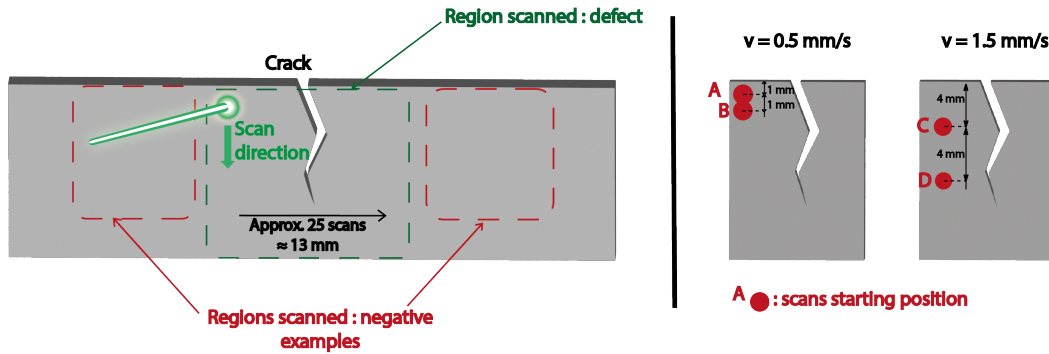 Region scanned : defect
Crack
Scan
direction
Approx. 25 scans
≈ 13 mm
Regions scanned : negative
examples
v = 0.5 mm/s
v = 1.5 mm/s
A
B
1 mm
1 mm
C
D
4 mm
4 mm
A : scans starting position